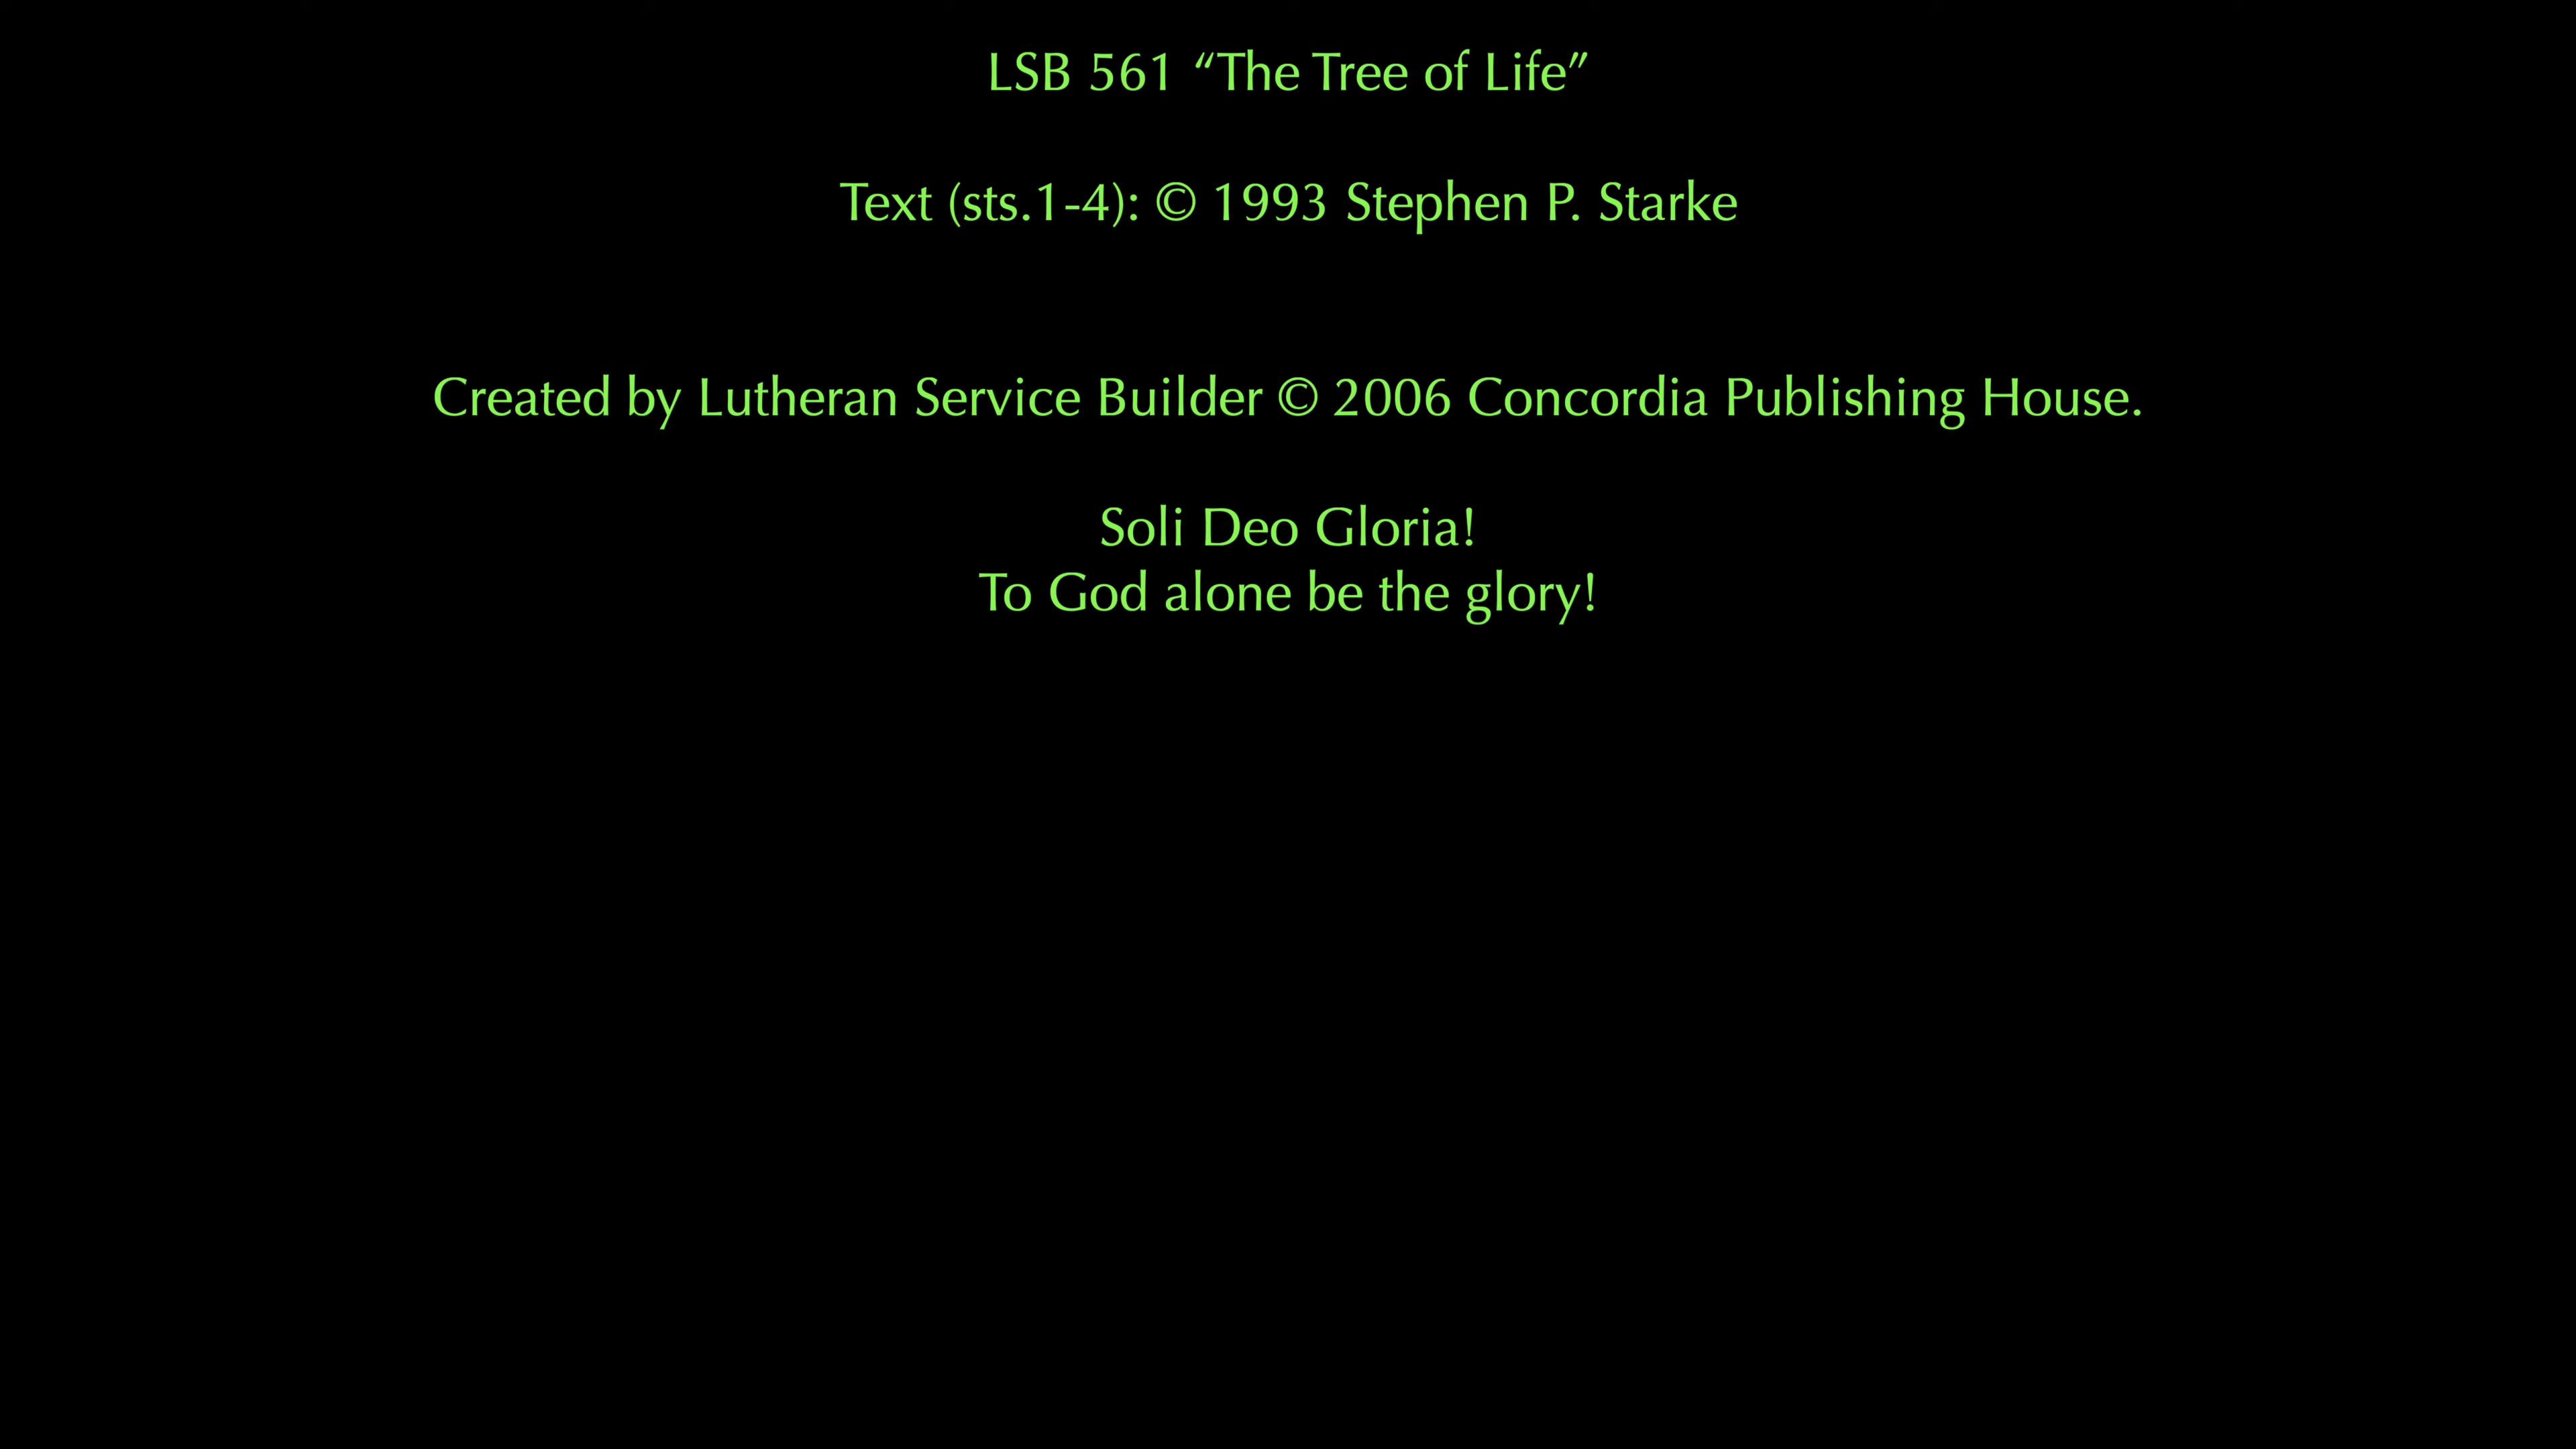 LSB 561 “The Tree of Life”
Text (sts.1-4): © 1993 Stephen P. Starke
Created by Lutheran Service Builder © 2006 Concordia Publishing House.
Soli Deo Gloria!
To God alone be the glory!